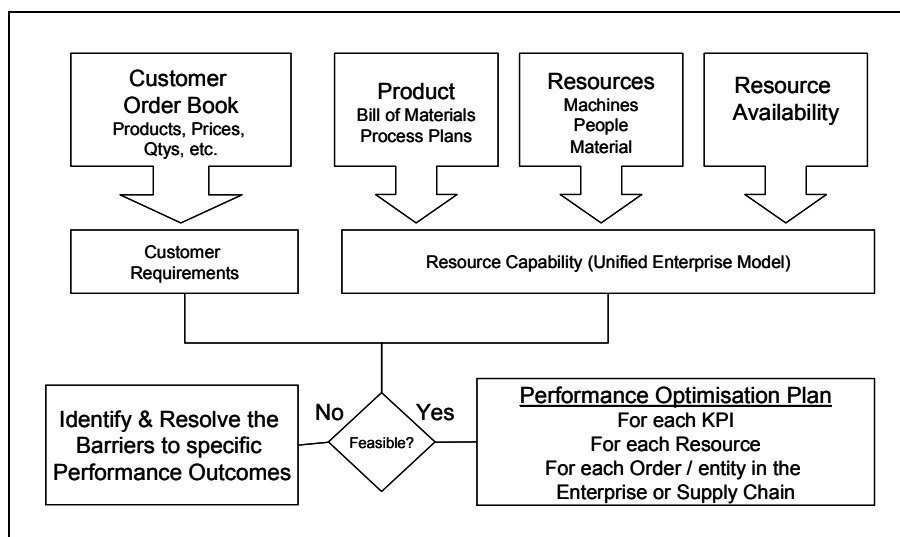 Customer
Order Book
Products, Prices,
Qtys, etc.
Product
Bill of Materials
Process Plans
Resources
Machines
People
Material
Resource
Availability
Customer
Requirements
Resource Capability (Unified Enterprise Model)
Identify & Resolve the
Barriers to specific
Performance Outcomes
No
Feasible?
Yes
Performance Optimisation Plan
For each KPI
For each Resource
For each Order / entity in the
Enterprise or Supply Chain